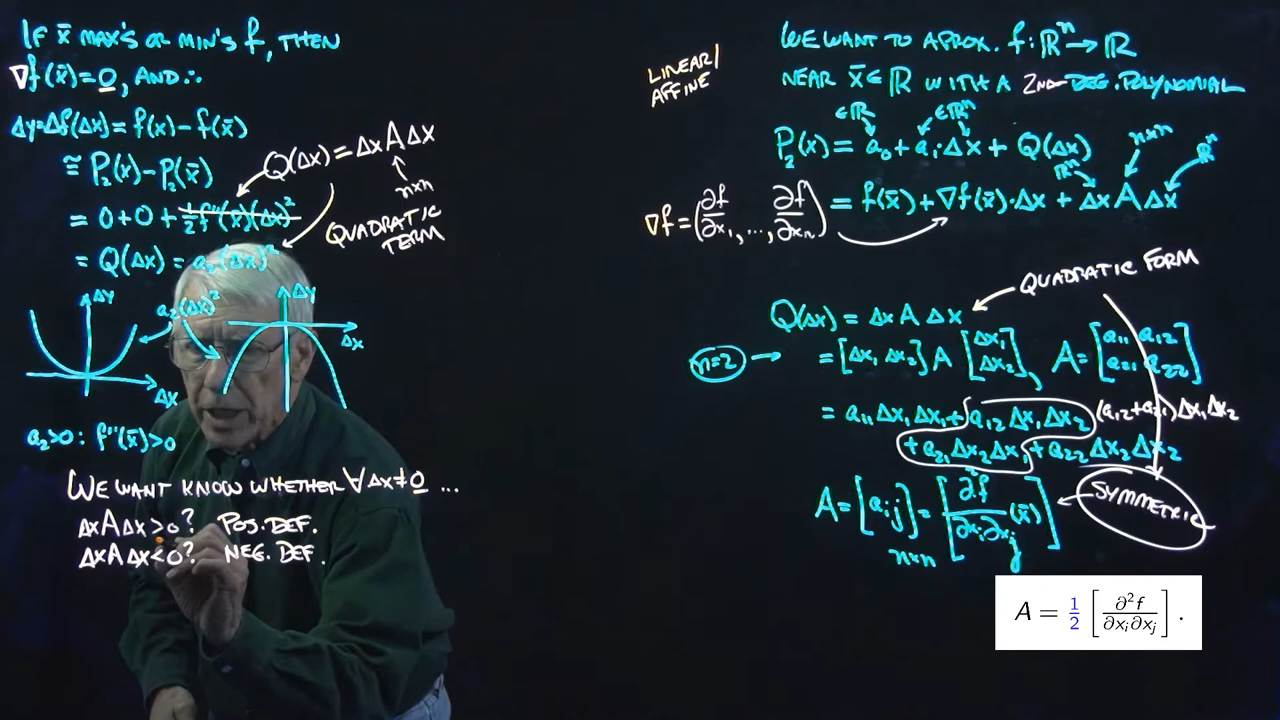 IF x̄ MAX'S OR MIN'S f, THEN
∇f(x̄)=0, AND ∴
Δy=Δf(Δx)= f(x) - f(x̄)
≅ P₂(x)-P₂(x̄)
= 0+0+½f''(x̄)(Δx)²
= Q(Δx) = a₂(Δx)²
Q(Δx)=ΔxAΔx
n×n
QUADRATIC
TERM
ΔY
a₂(Δx)²
ΔX
ΔY
Δx
a₂>0: f''(x̄)>0
WE WANT KNOW WHETHER ∀Δx≠0 ...
ΔxAΔx>0? POS. DEF.
ΔxAΔx<0? NEG. DEF.
LINEAR/
AFFINE
WE WANT TO APROX. f: ℝⁿ→ℝ
NEAR x̄∈ℝ WITH A 2ND-DEG. POLYNOMIAL
∈ℝ ∈ℝⁿ
P₂(x)= a₀+a₁·Δx + Q(Δx)
n×n
ℝⁿ ℝⁿ
= f(x̄)+∇f(x̄)·Δx + ΔxAΔx
∇f=(∂f/∂x₁,...,∂f/∂xₙ)
QUADRATIC FORM
Q(Δx) = ΔxAΔx
n=2 → = [Δx₁ Δx₂] A [Δx₁ Δx₂], A=[a₁₁ a₁₂ a₂₁ a₂₂]
= a₁₁Δx₁Δx₁+a₁₂Δx₁Δx₂ (a₁₂+a₂₁)Δx₁Δx₂
+a₂₁Δx₂Δx₁+a₂₂Δx₂Δx₂
A=[aᵢⱼ]=[∂²f/∂xᵢ∂xⱼ(x̄)]
n×n
SYMMETRIC
A = 1/2 [∂²f/∂xᵢ∂xⱼ] .